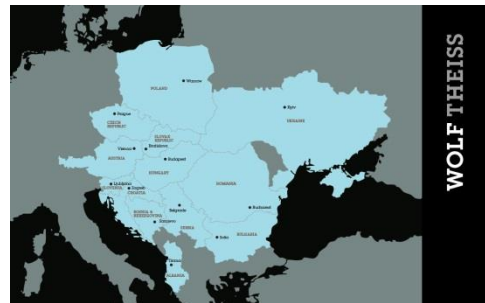 POLAND
Warsaw
Prague
CZECH
REPUBLIC
Kyiv
UKRAINE
SLOVAK
REPUBLIC
Bratislava
Vienna
AUSTRIA
Budapest
HUNGARY
Ljubljana
SLOVENIA
Zagreb
CROATIA
ROMANIA
BOSNIA &
HERZEGOVINA
Belgrade
Bucharest
Sarajevo
SERBIA
Sofia
BULGARIA
Tirana
ALBANIA
WOLF THEISS